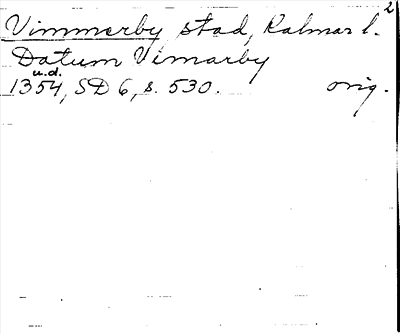 2
Vimmerby stad, Kalmar l.
Datum Vimarby
u.d.
1354, SD 6, s. 530. orig.